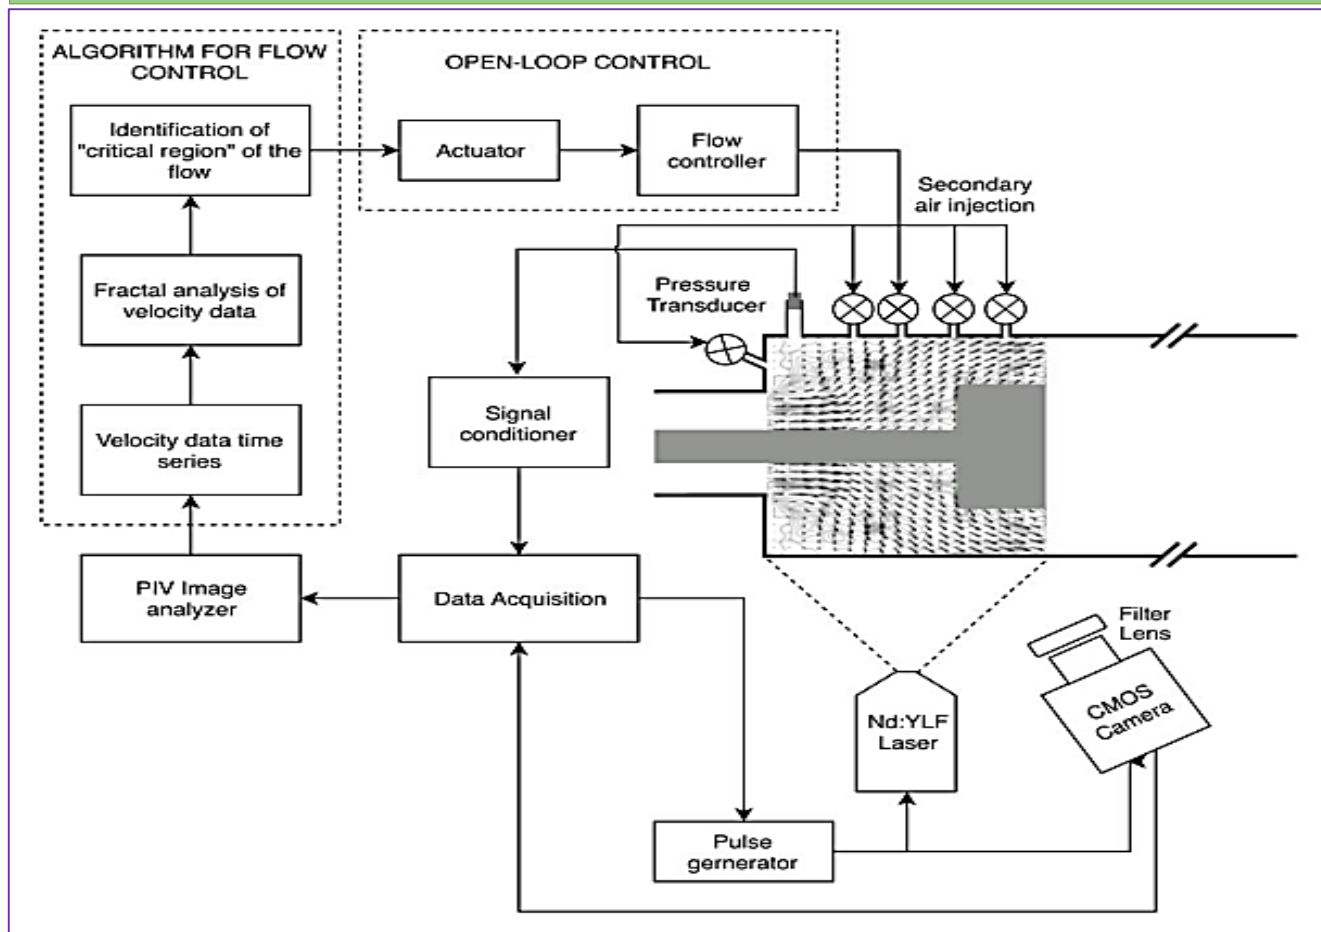 ALGORITHM FOR FLOW
CONTROL
OPEN-LOOP CONTROL
Identification of
"critical region" of the
flow
Actuator
Flow
controller
Secondary
air injection
Fractal analysis of
velocity data
Pressure
Transducer
Signal
conditioner
Velocity data time
series
PIV Image
analyzer
Data Acquisition
Filter
Lens
CMOS
Camera
Nd:YLF
Laser
Pulse
gernerator